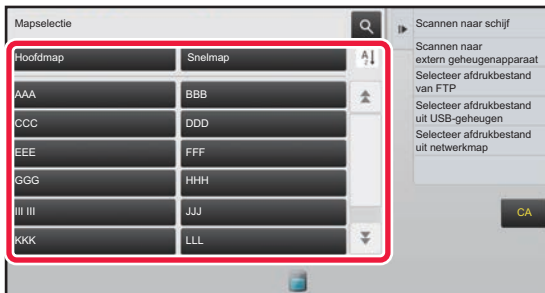 Mapselectie
Hoofdmap
Snelmap
AAA
BBB
CCC
DDD
EEE
FFF
GGG
HHH
III III
JJJ
KKK
LLL
A
Z
Scannen naar schijf
Scannen naar
extern geheugenapparaat
Selecteer afdrukbestand
van FTP
Selecteer afdrukbestand
uit USB-geheugen
Selecteer afdrukbestand
uit netwerkmap
CA